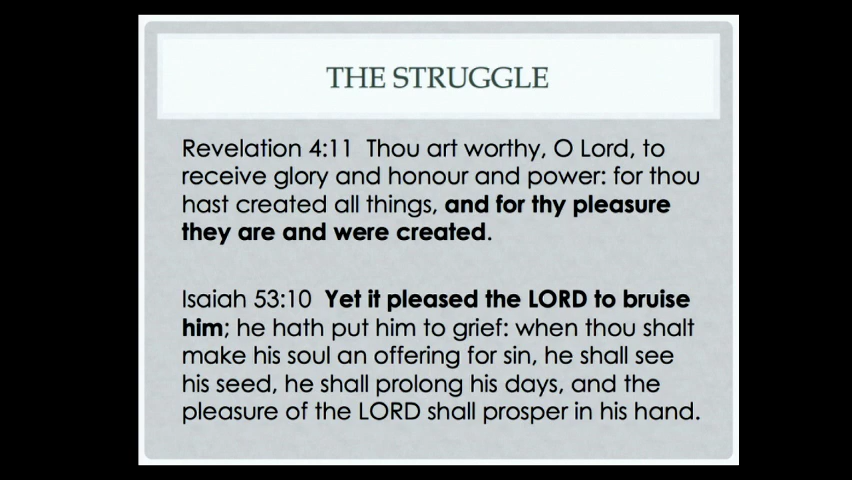 THE STRUGGLE
Revelation 4:11 Thou art worthy, O Lord, to
receive glory and honour and power: for thou
hast created all things, and for thy pleasure
they are and were created.
Isaiah 53:10 Yet it pleased the LORD to bruise
him; he hath put him to grief: when thou shalt
make his soul an offering for sin, he shall see
his seed, he shall prolong his days, and the
pleasure of the LORD shall prosper in his hand.